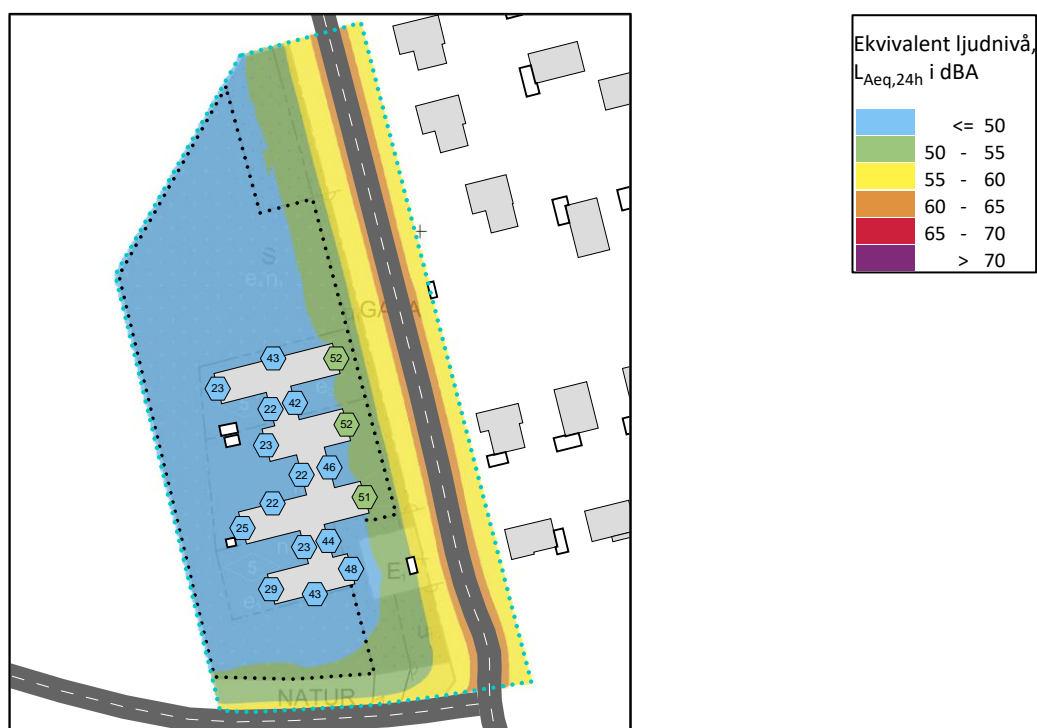 Ekvivalent ljudnivå,
LAeq,24h i dBA
<= 50
50 - 55
55 - 60
60 - 65
65 - 70
> 70
S
GATA
43
52
23
22
42
52
23
46
22
22
51
25
44
23
48
E
29
43
NATUR